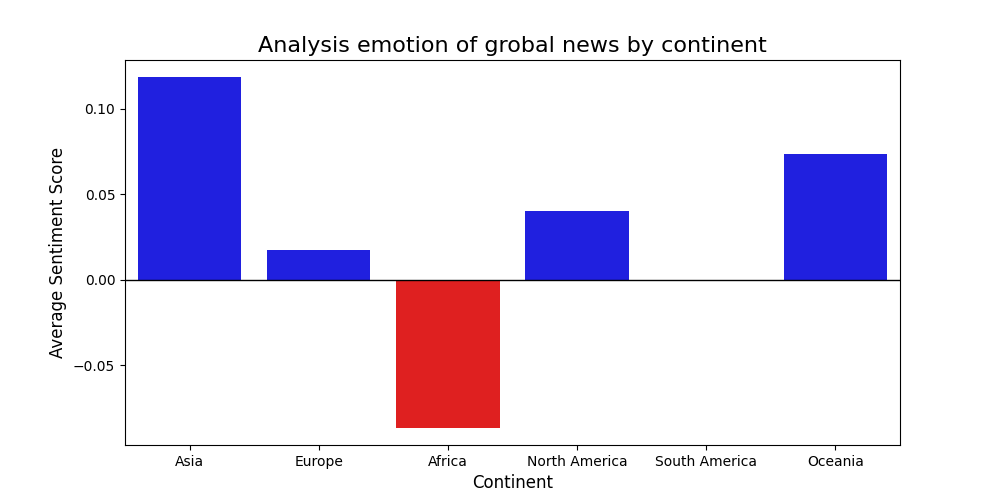 Analysis emotion of grobal news by continent
Average Sentiment Score
0.10
0.05
0.00
−0.05
Asia Europe Africa North America South America Oceania
Continent